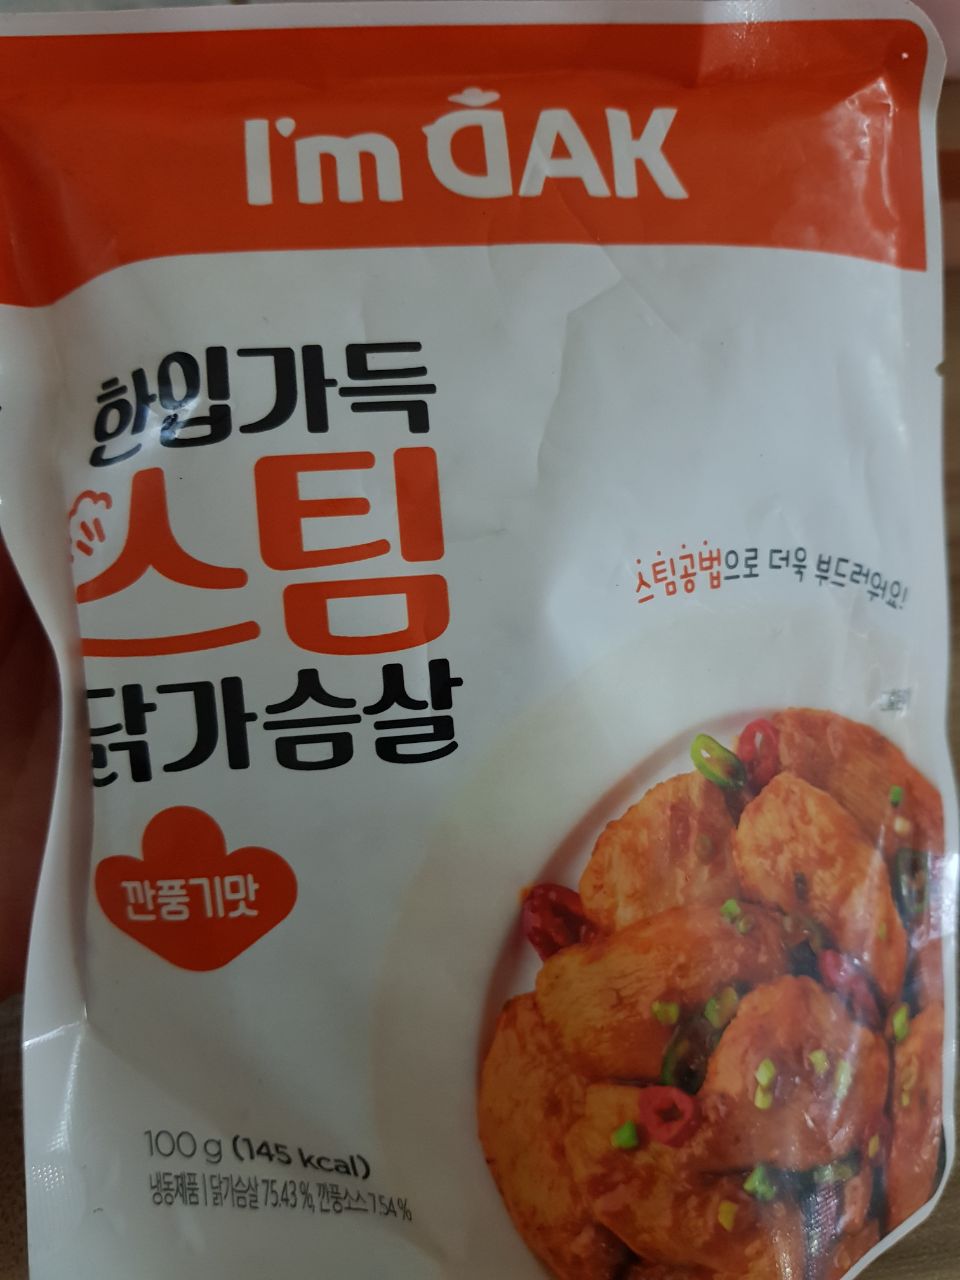 I'm DAK
한입가득
스팀
닭가슴살
스팀공법으로 더욱 부드러워요!
깐풍기맛
100 g (145 kcal)
냉동제품 | 닭가슴살 75.43 %, 깐풍소스 7.54 %